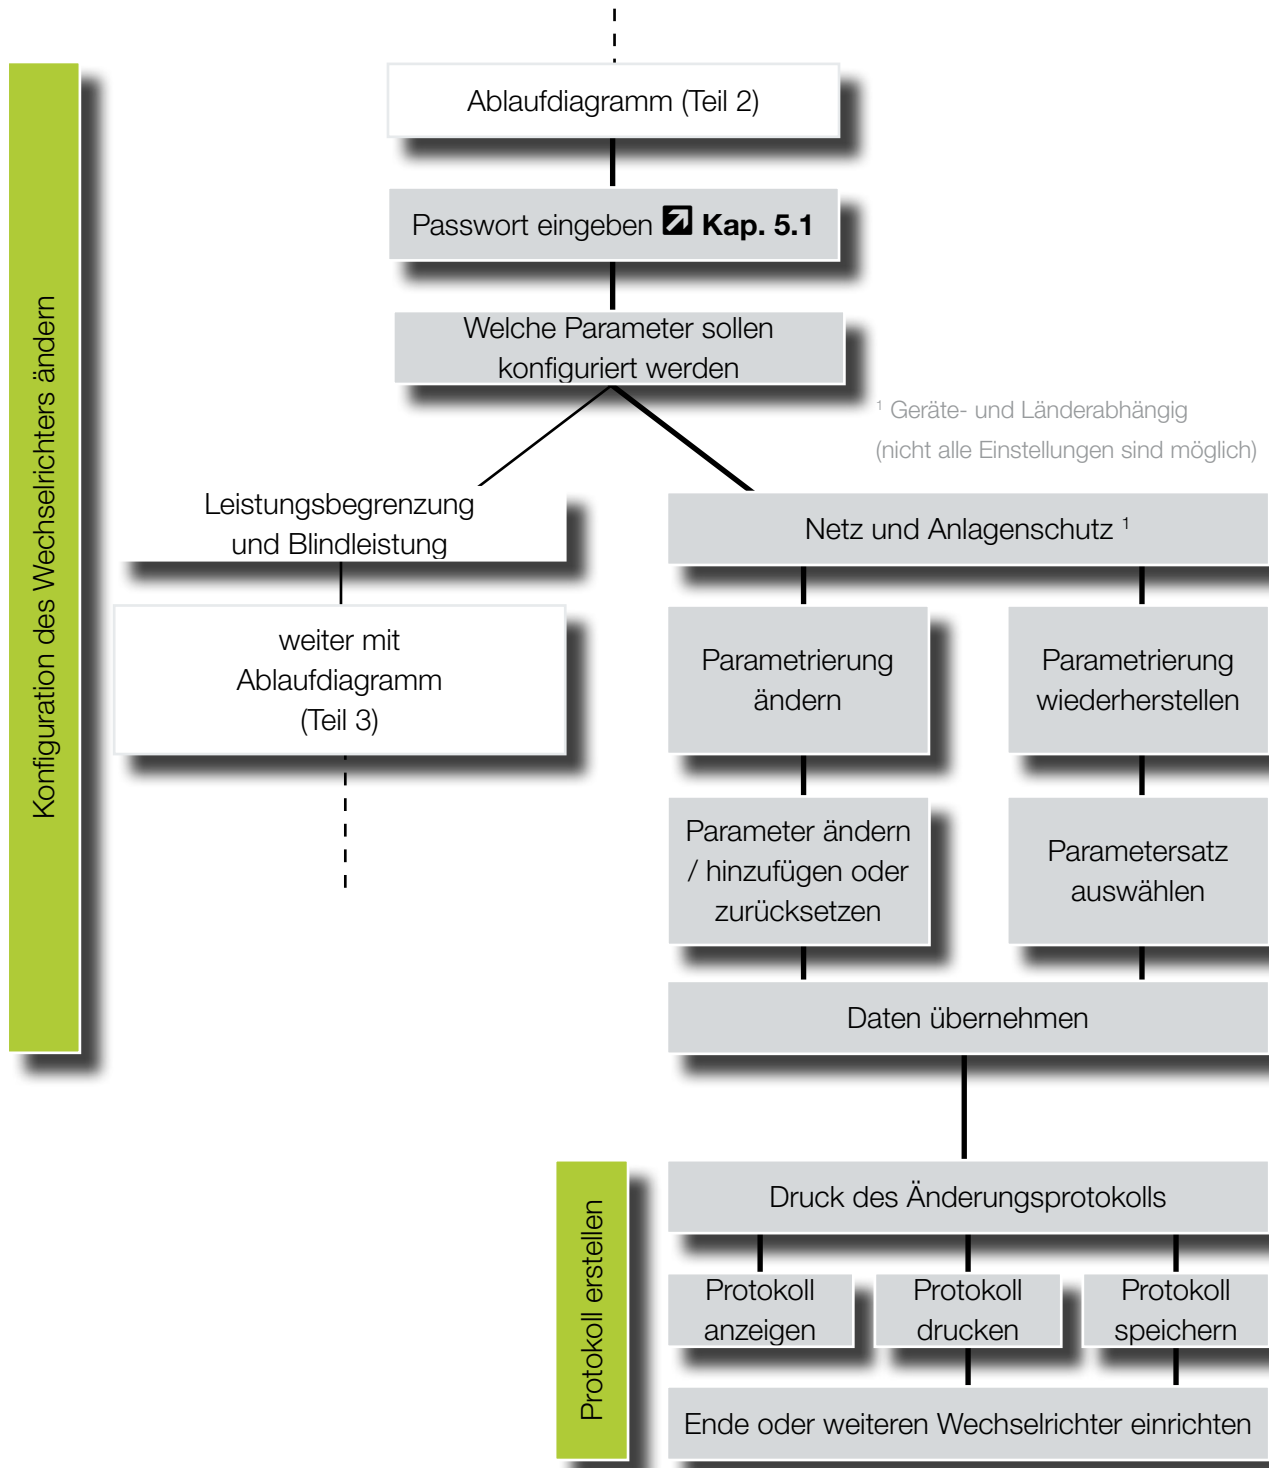 Ablaufdiagramm (Teil 2)
Passwort eingeben Kap. 5.1
Welche Parameter sollen
konfiguriert werden
¹ Geräte- und Länderabhängig
(nicht alle Einstellungen sind möglich)
Konfiguration des Wechselrichters ändern
Leistungsbegrenzung
und Blindleistung
Netz und Anlagenschutz ¹
weiter mit
Ablaufdiagramm
(Teil 3)
Parametrierung
ändern
Parametrierung
wiederherstellen
Parameter ändern
/ hinzufügen oder
zurücksetzen
Parametersatz
auswählen
Daten übernehmen
Protokoll erstellen
Druck des Änderungsprotokolls
Protokoll
anzeigen
Protokoll
drucken
Protokoll
speichern
Ende oder weiteren Wechselrichter einrichten